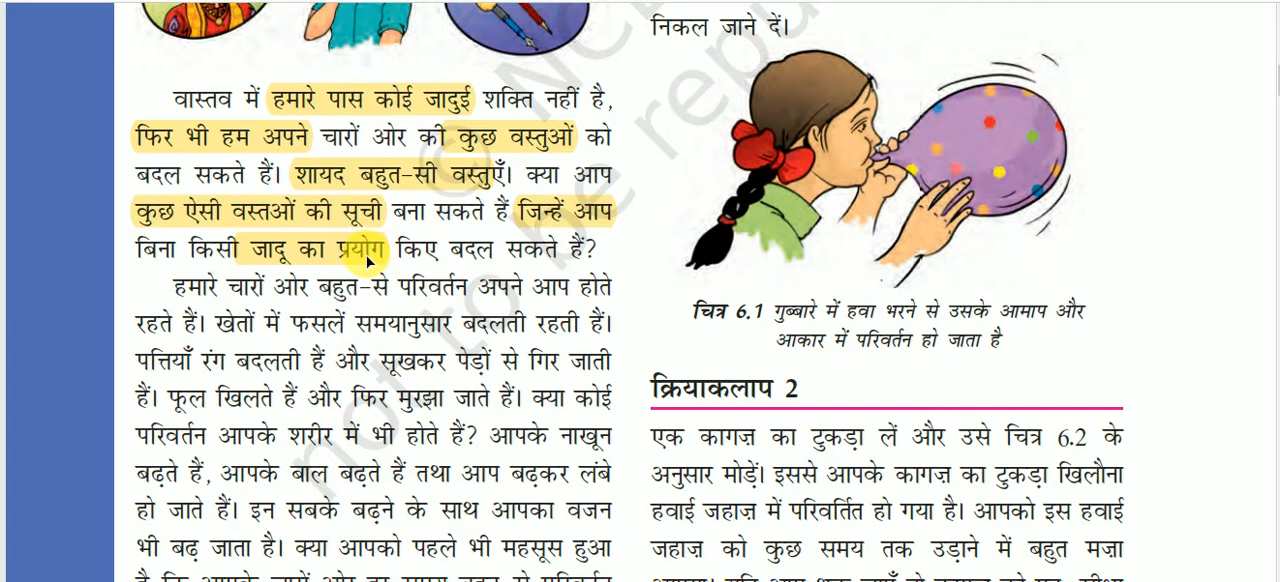 वास्तव में हमारे पास कोई जादुई शक्ति नहीं है,
फिर भी हम अपने चारों ओर की कुछ वस्तुओं को
बदल सकते हैं। शायद बहुत-सी वस्तुएँ। क्या आप
कुछ ऐसी वस्तओं की सूची बना सकते हैं जिन्हें आप
बिना किसी जादू का प्रयोग किए बदल सकते हैं?
हमारे चारों ओर बहुत-से परिवर्तन अपने आप होते
रहते हैं। खेतों में फसलें समयानुसार बदलती रहती हैं।
पत्तियाँ रंग बदलती हैं और सूखकर पेड़ों से गिर जाती
हैं। फूल खिलते हैं और फिर मुरझा जाते हैं। क्या कोई
परिवर्तन आपके शरीर में भी होते हैं? आपके नाखून
बढ़ते हैं, आपके बाल बढ़ते हैं तथा आप बढ़कर लंबे
हो जाते हैं। इन सबके बढ़ने के साथ आपका वजन
भी बढ़ जाता है। क्या आपको पहले भी महसूस हुआ
निकल जाने दें।
चित्र 6.1 गुब्बारे में हवा भरने से उसके आमाप और
आकार में परिवर्तन हो जाता है
क्रियाकलाप 2
एक कागज़ का टुकड़ा लें और उसे चित्र 6.2 के
अनुसार मोड़ें। इससे आपके कागज़ का टुकड़ा खिलौना
हवाई जहाज़ में परिवर्तित हो गया है। आपको इस हवाई
जहाज़ को कुछ समय तक उड़ाने में बहुत मज़ा
not to be repu